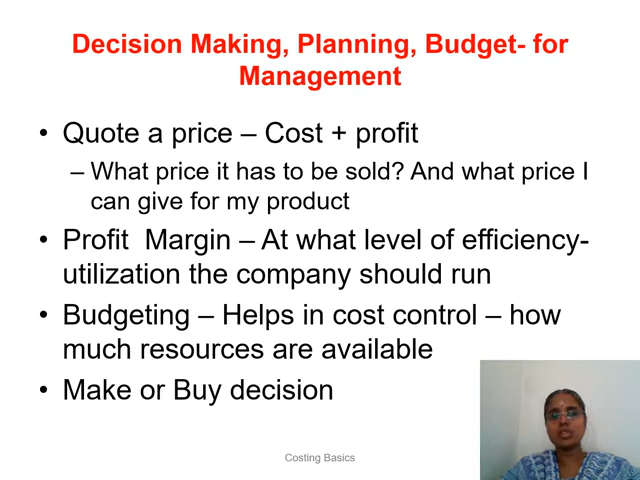 Decision Making, Planning, Budget- for
Management
• Quote a price – Cost + profit
– What price it has to be sold? And what price I
can give for my product
• Profit  Margin – At what level of efficiency-
utilization the company should run
• Budgeting – Helps in cost control – how
much resources are available
• Make or Buy decision
Costing Basics